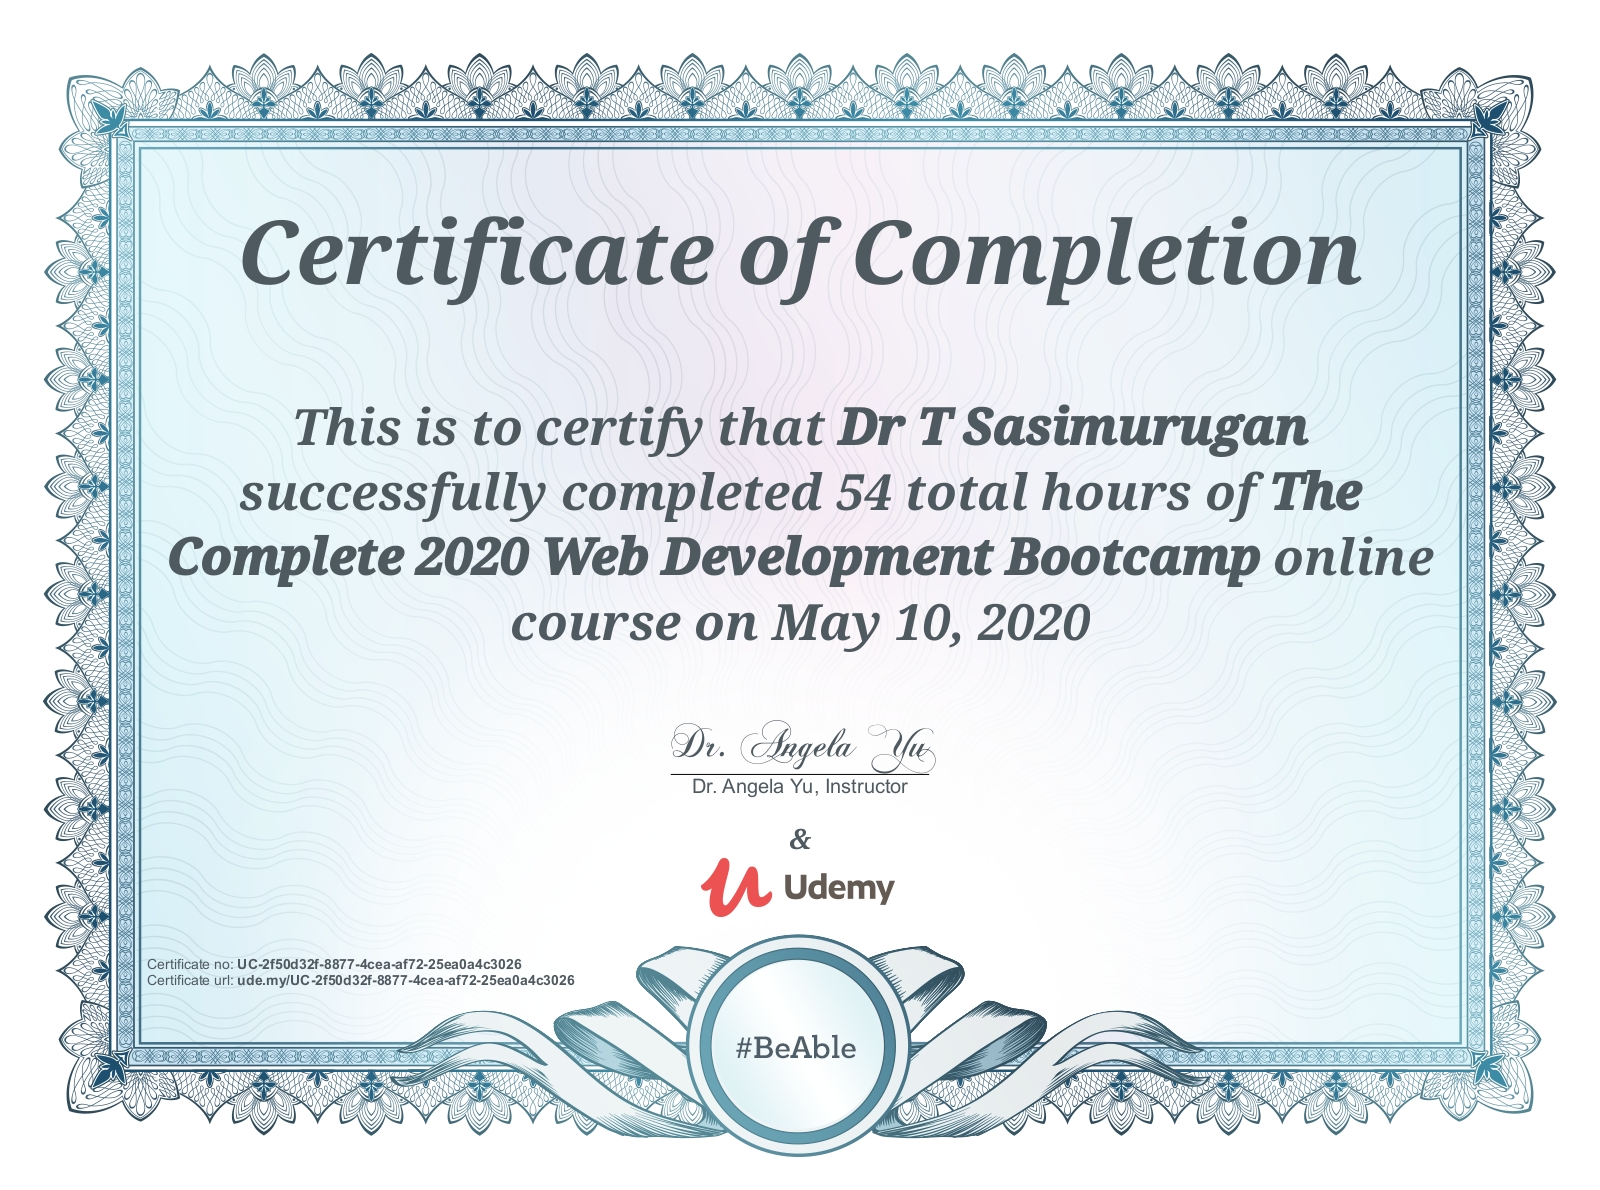 Certificate of Completion
This is to certify that Dr T Sasimurugan
successfully completed 54 total hours of The
Complete 2020 Web Development Bootcamp online
course on May 10, 2020
Dr. Angela Yu
Dr. Angela Yu, Instructor
&
Udemy
Certificate no: UC-2f50d32f-8877-4cea-af72-25ea0a4c3026
Certificate url: ude.my/UC-2f50d32f-8877-4cea-af72-25ea0a4c3026
#BeAble